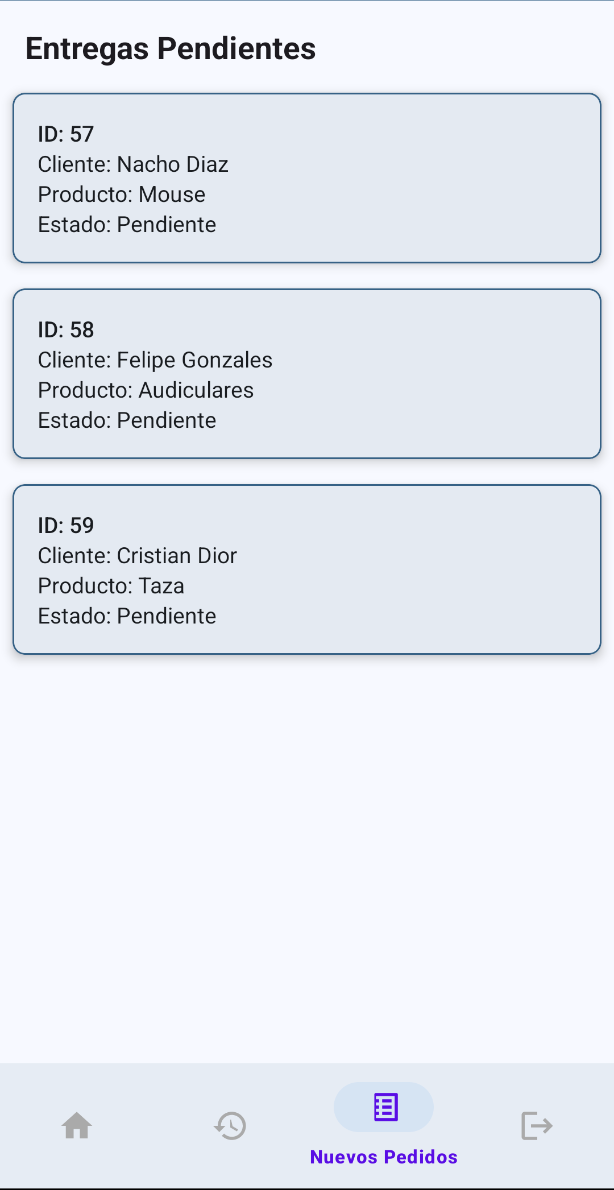 Entregas Pendientes
ID: 57
Cliente: Nacho Diaz
Producto: Mouse
Estado: Pendiente
ID: 58
Cliente: Felipe Gonzales
Producto: Audiculares
Estado: Pendiente
ID: 59
Cliente: Cristian Dior
Producto: Taza
Estado: Pendiente
Nuevos Pedidos